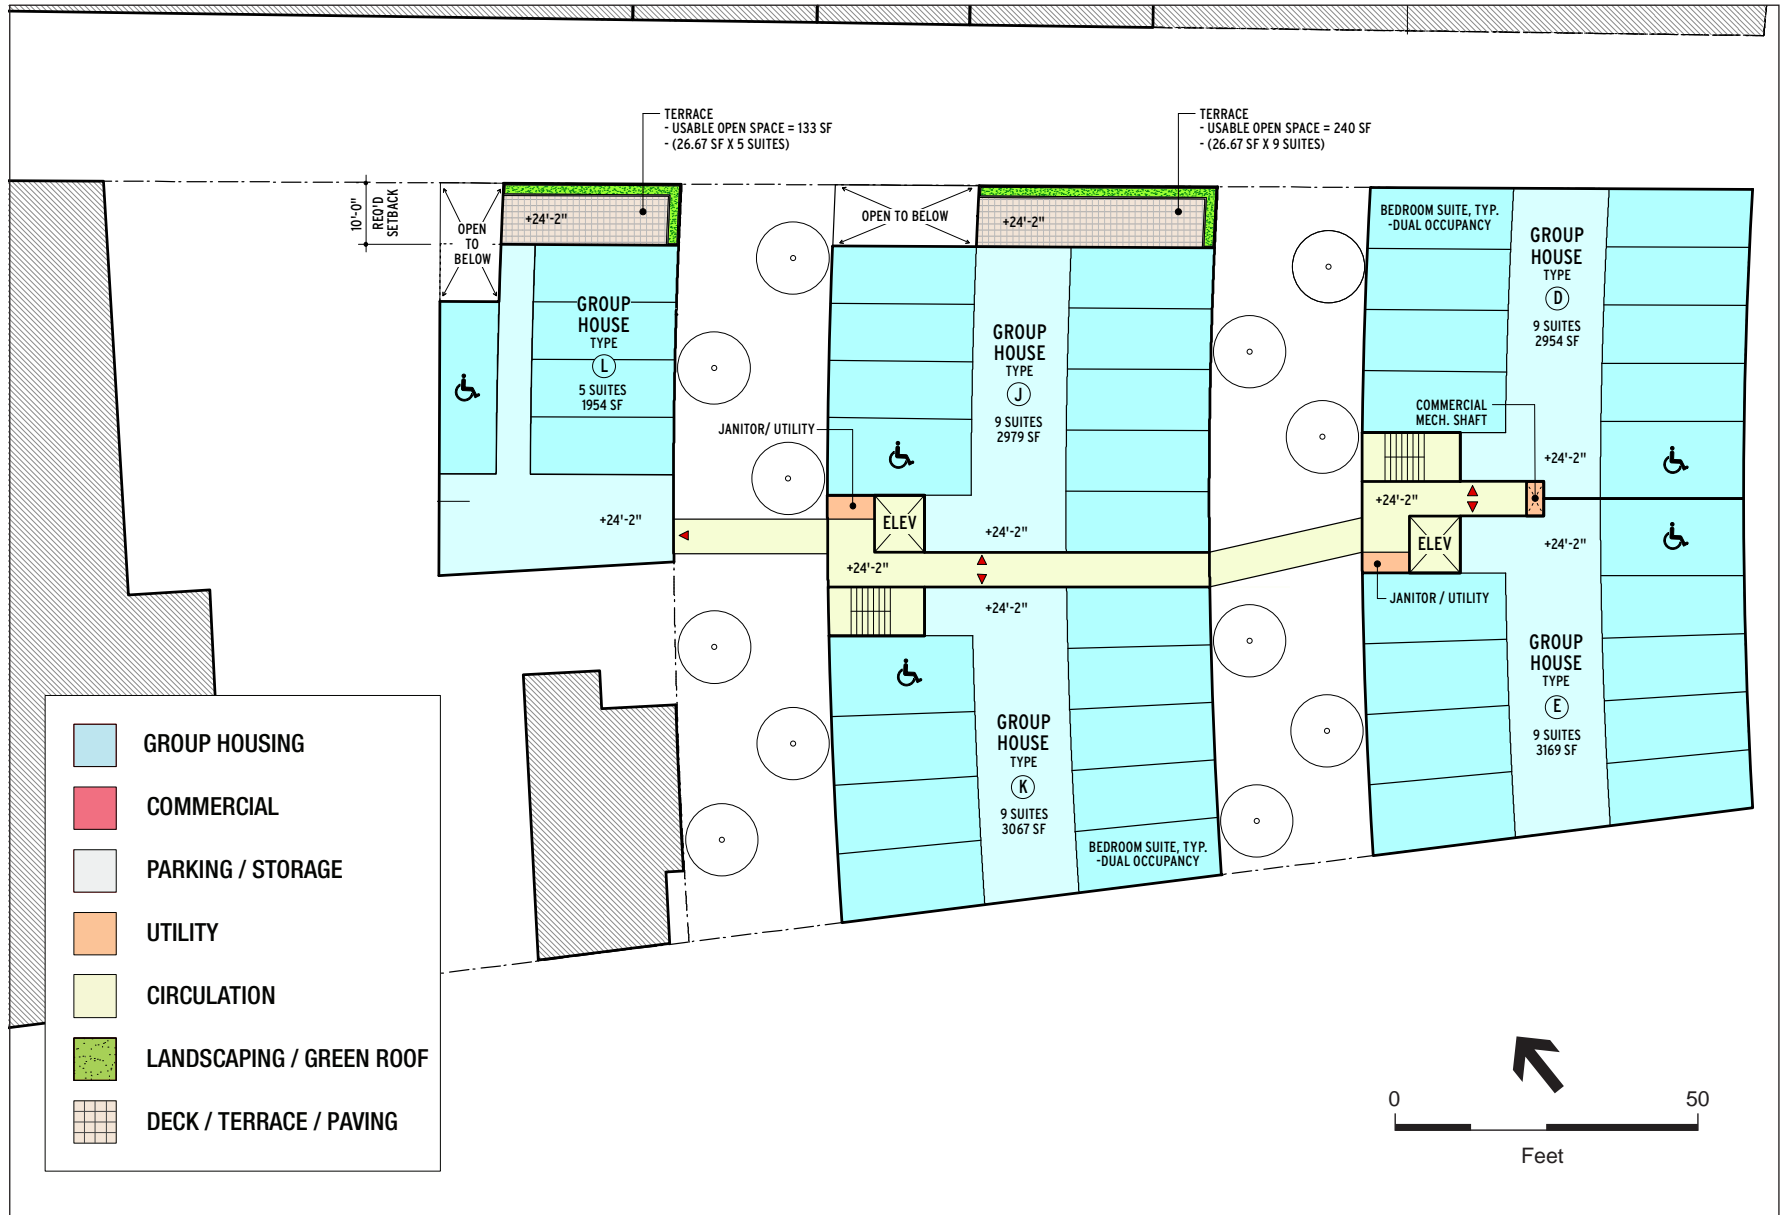 TERRACE
- USABLE OPEN SPACE = 133 SF
- (26.67 SF X 5 SUITES)
TERRACE
- USABLE OPEN SPACE = 240 SF
- (26.67 SF X 9 SUITES)
10'-0"
REQ'D
SETBACK
OPEN
TO
BELOW
+24'-2"
OPEN TO BELOW
+24'-2"
BEDROOM SUITE, TYP.
-DUAL OCCUPANCY
GROUP
HOUSE
TYPE
D
9 SUITES
2954 SF
GROUP
HOUSE
TYPE
L
5 SUITES
1954 SF
GROUP
HOUSE
TYPE
J
9 SUITES
2979 SF
JANITOR/ UTILITY
COMMERCIAL
MECH. SHAFT
+24'-2"
+24'-2"
+24'-2"
ELEV
+24'-2"
ELEV
+24'-2"
+24'-2"
+24'-2"
JANITOR / UTILITY
GROUP
HOUSE
TYPE
E
9 SUITES
3169 SF
GROUP
HOUSE
TYPE
K
9 SUITES
3067 SF
BEDROOM SUITE, TYP.
-DUAL OCCUPANCY
GROUP HOUSING
COMMERCIAL
PARKING / STORAGE
UTILITY
CIRCULATION
LANDSCAPING / GREEN ROOF
DECK / TERRACE / PAVING
0 50
Feet